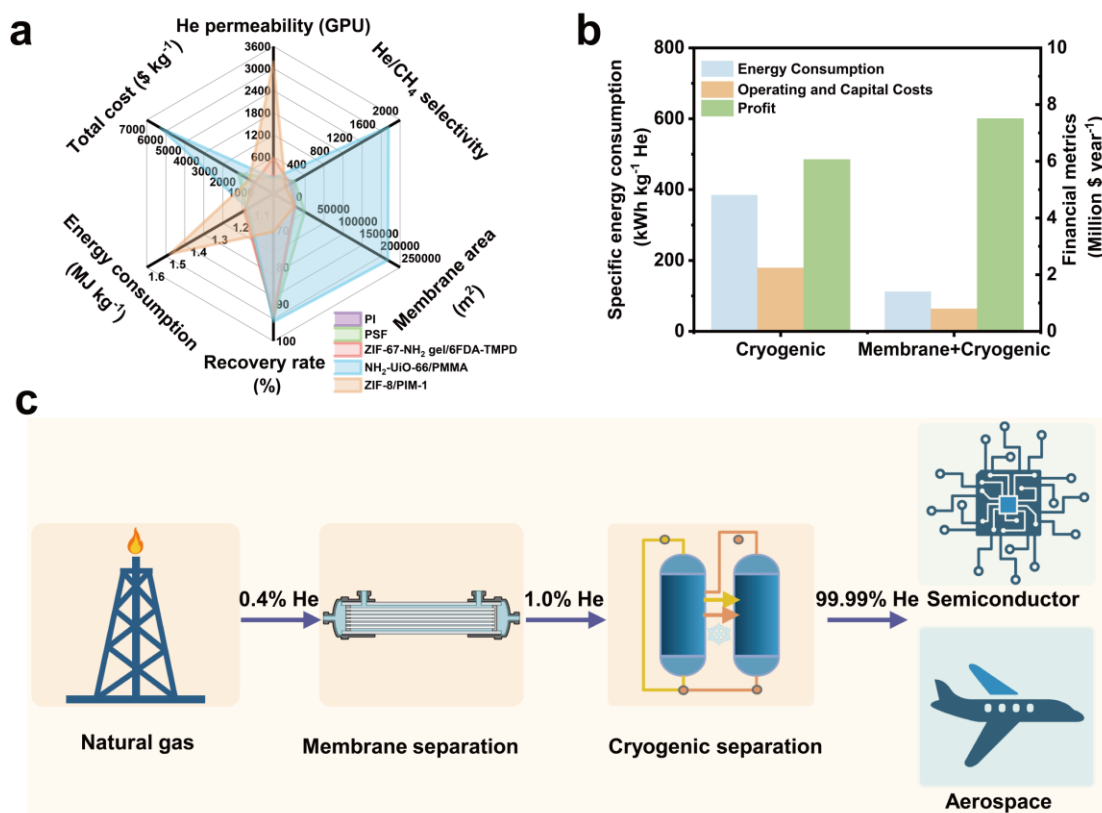 a
He permeability (GPU)
3600
3000
2400
1800
1200
600
He/CH₄ selectivity
2000
1600
1200
800
400
Membrane area
(m²)
0
50000
100000
150000
200000
250000
Recovery rate
(%)
70
80
90
100
Energy consumption
(MJ kg⁻¹)
1.1
1.2
1.3
1.4
1.5
1.6
Total cost ($ kg⁻¹)
7000
6000
5000
4000
3000
2000
100
PI
PSF
ZIF-67-NH₂ gel/6FDA-TMPD
NH₂-UiO-66/PMMA
ZIF-8/PIM-1
b
Specific energy consumption
(kWh kg⁻¹ He)
800
600
400
200
0
Energy Consumption
Operating and Capital Costs
Profit
10
8
6
4
2
0
Financial metrics
(Million $ year⁻¹)
Cryogenic
Membrane+Cryogenic
c
0.4% He
1.0% He
99.99% He
Natural gas
Membrane separation
Cryogenic separation
Semiconductor
Aerospace